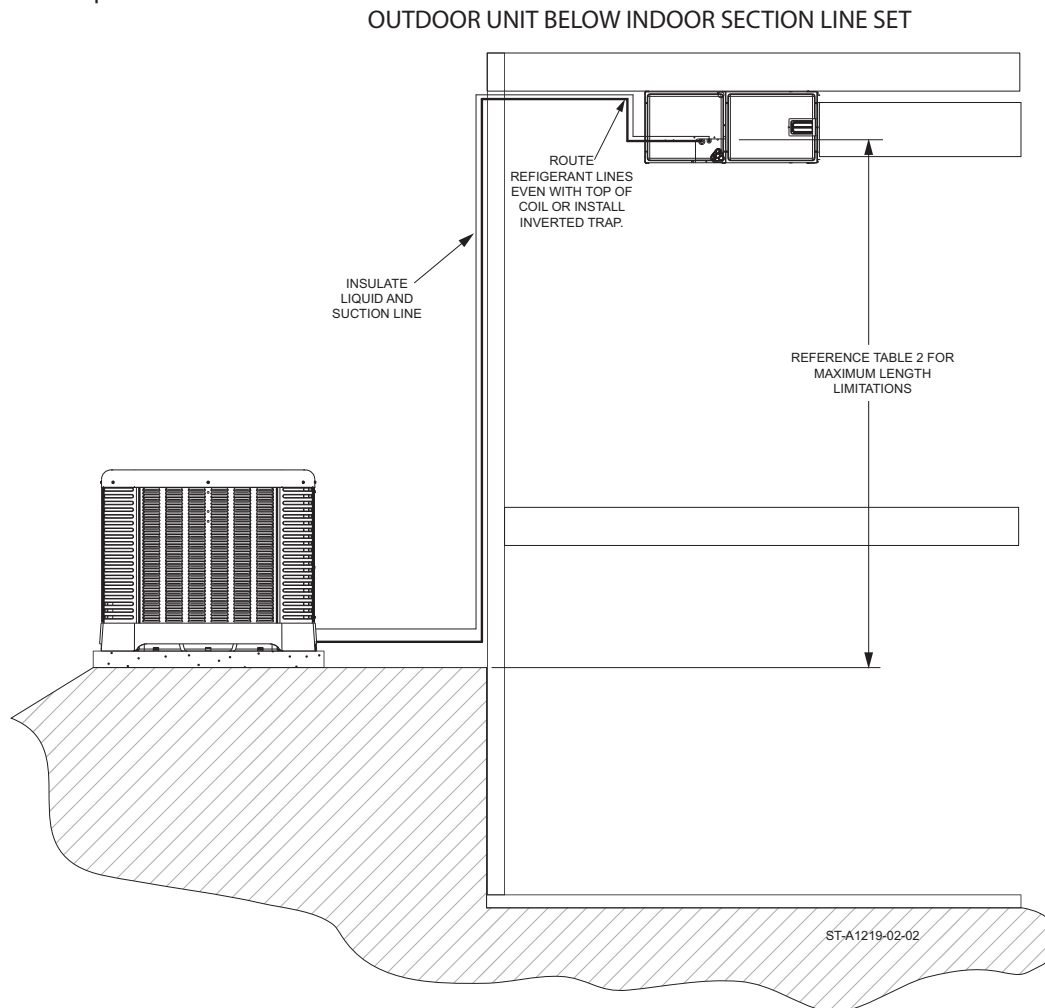 OUTDOOR UNIT BELOW INDOOR SECTION LINE SET
ROUTE
REFIGERANT LINES
EVEN WITH TOP OF
COIL OR INSTALL
INVERTED TRAP.
INSULATE
LIQUID AND
SUCTION LINE
REFERENCE TABLE 2 FOR
MAXIMUM LENGTH
LIMITATIONS
ST-A1219-02-02